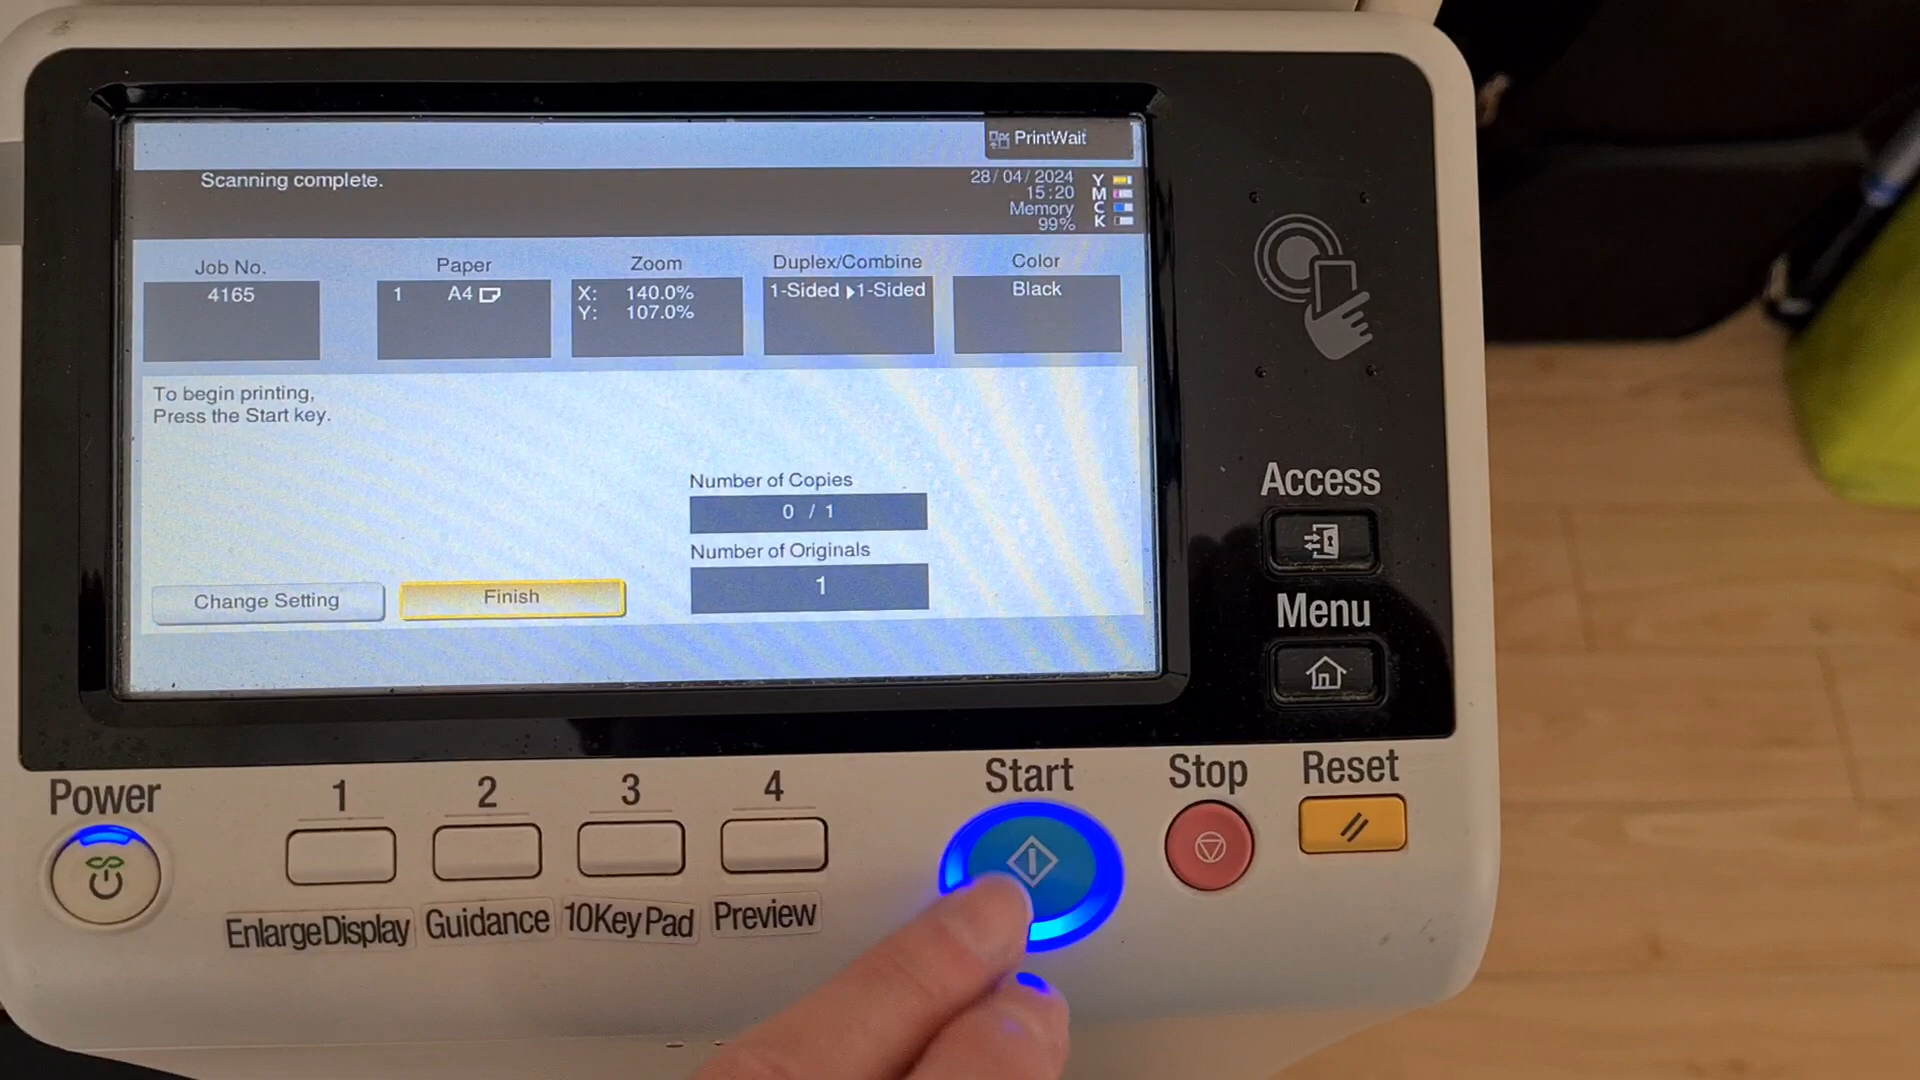 PrintWait
Scanning complete.
28/04/2024
15:20
Memory
99%
Y
M
C
K
Job No.
4165
Paper
1 A4
Zoom
X: 140.0%
Y: 107.0%
Duplex/Combine
1-Sided ▶1-Sided
Color
Black
To begin printing,
Press the Start key.
Number of Copies
0 / 1
Number of Originals
1
Change Setting
Finish
Access
Menu
Power
1
2
3
4
Start
Stop
Reset
EnlargeDisplay
Guidance
10Key Pad
Preview